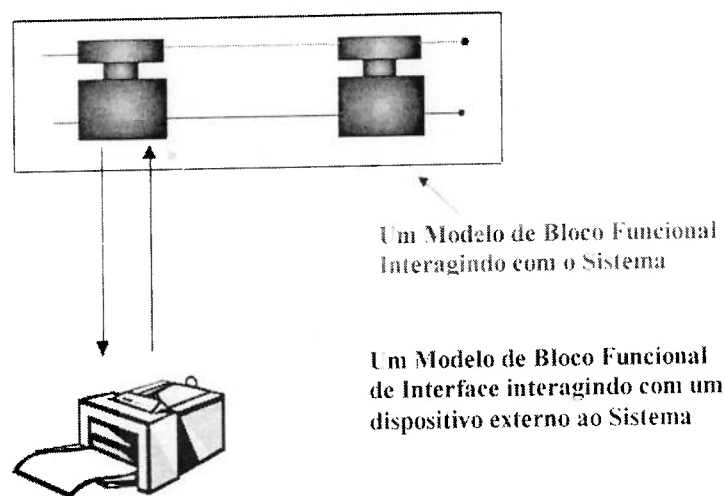 Um Modelo de Bloco Funcional
Interagindo com o Sistema
Um Modelo de Bloco Funcional
de Interface interagindo com um
dispositivo externo ao Sistema